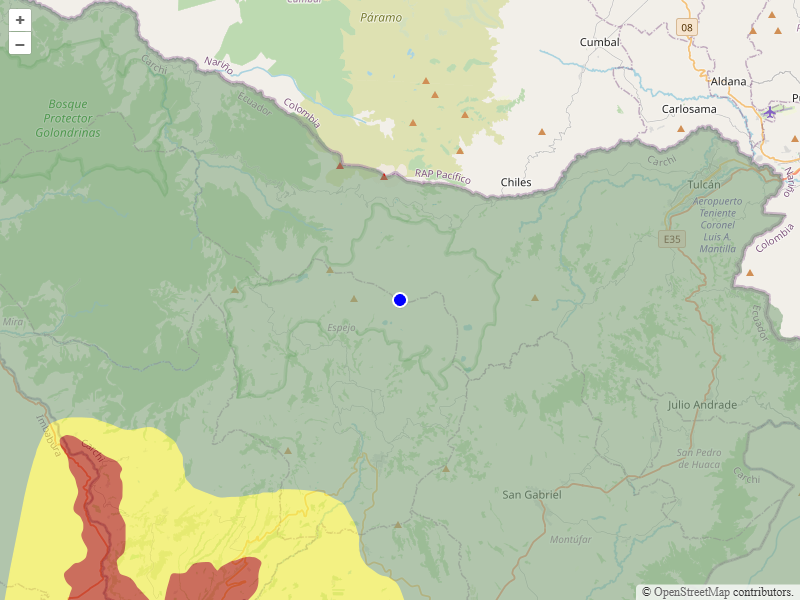 +
−
Páramo
Cumbal
08
Cumbal
Aldana
Nariño
Carchi
Ecuador
Colombia
Bosque
Protector
Golondrinas
Carlosama
RAP Pacífico
Chiles
Carchi
Tulcán
Nariño
Aeropuerto
Teniente
Coronel
Luis A.
Mantilla
E35
Colombia
Mira
Espejo
Ecuador
Julio Andrade
Imbabura
Carchi
San Pedro
de Huaca
Carchi
San Gabriel
Montúfar
© OpenStreetMap contributors.